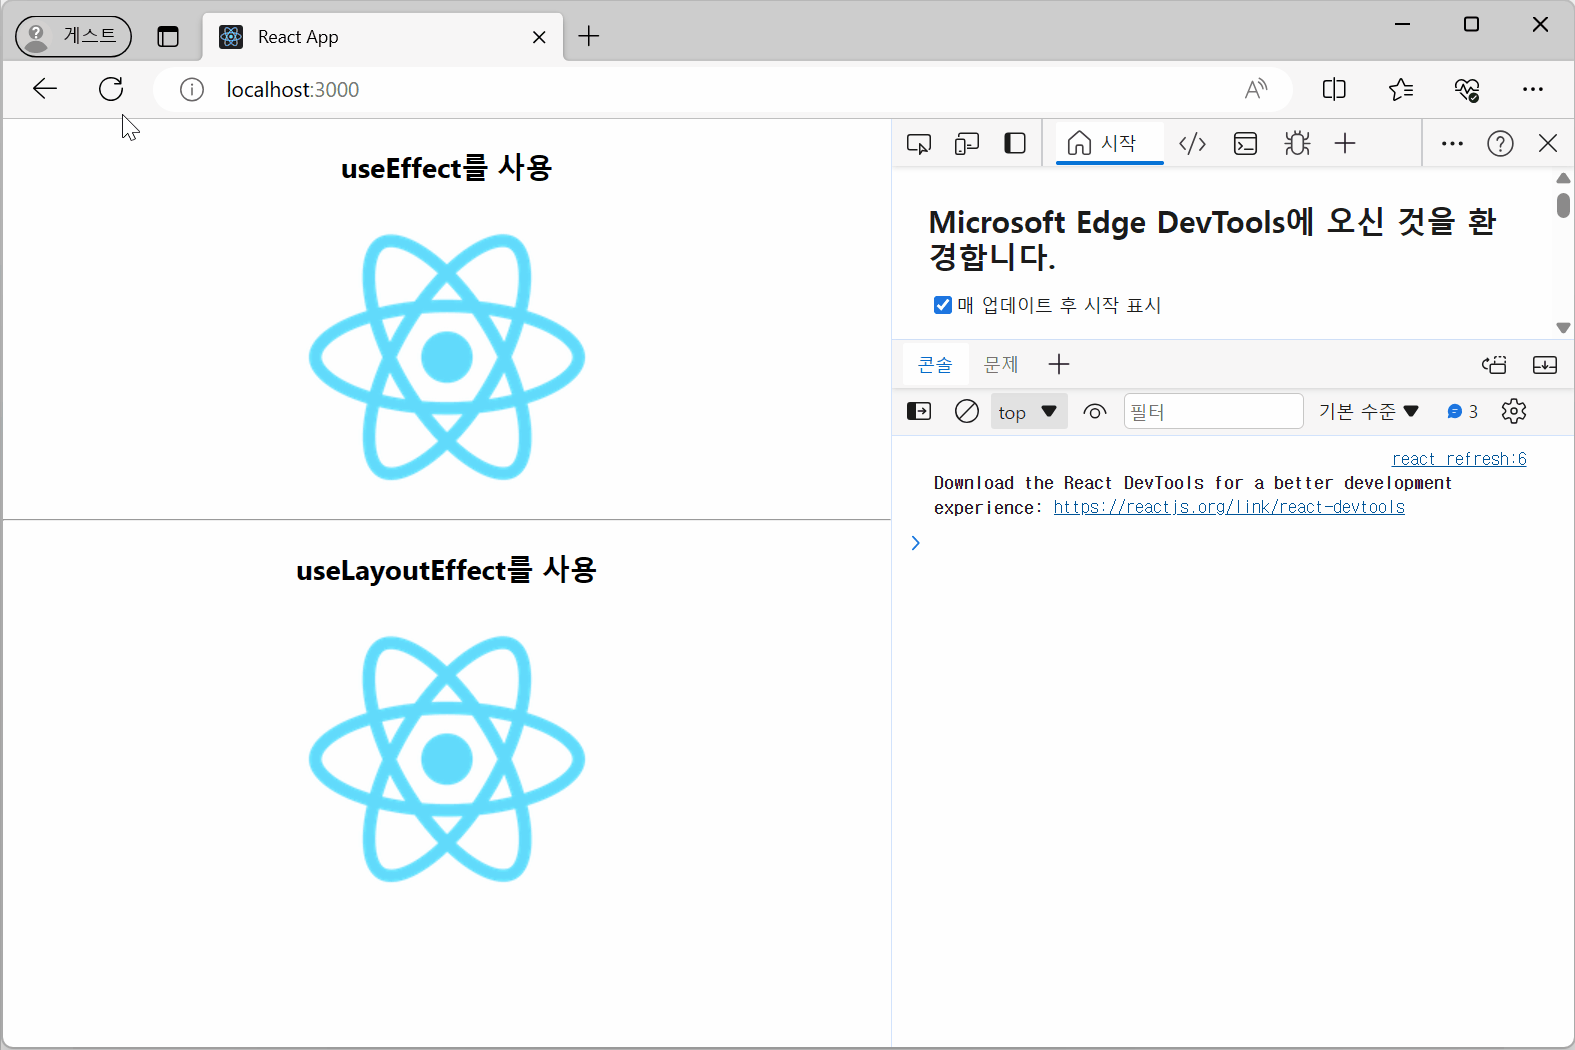 게스트
React App
localhost:3000
useEffect를 사용
useLayoutEffect를 사용
시작
Microsoft Edge DevTools에 오신 것을 환
경합니다.
매 업데이트 후 시작 표시
콘솔 문제
top 필터 기본 수준 3
react refresh:6
Download the React DevTools for a better development
experience: https://reactjs.org/link/react-devtools